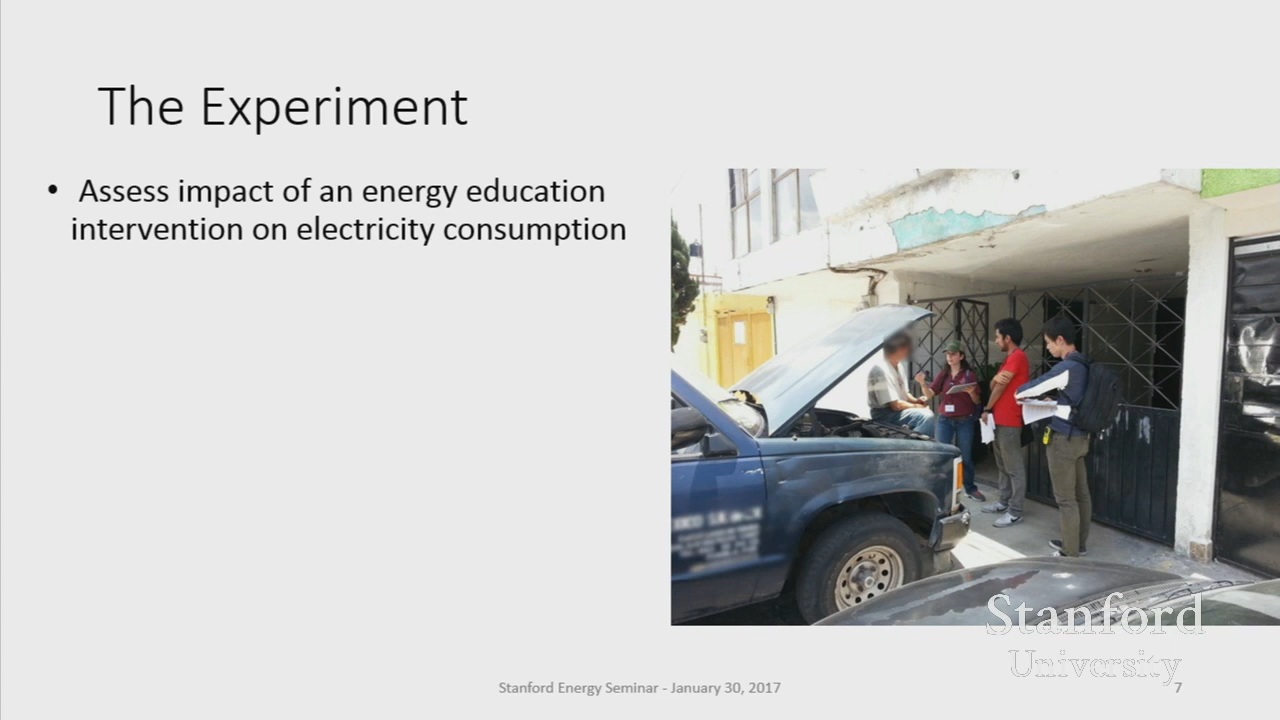 The Experiment
• Assess impact of an energy education
intervention on electricity consumption
Stanford
University
Stanford Energy Seminar - January 30, 2017
7